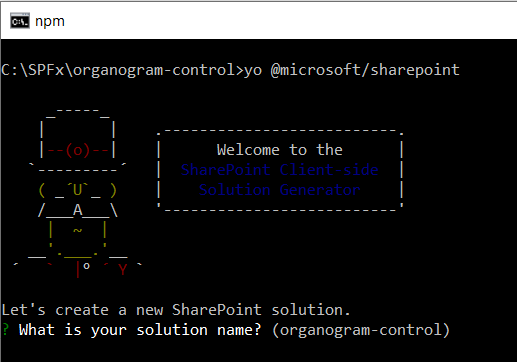 npm
C:\SPFx\organogram-control>yo @microsoft/sharepoint
Welcome to the
SharePoint Client-side
Solution Generator
Let's create a new SharePoint solution.
? What is your solution name? (organogram-control)